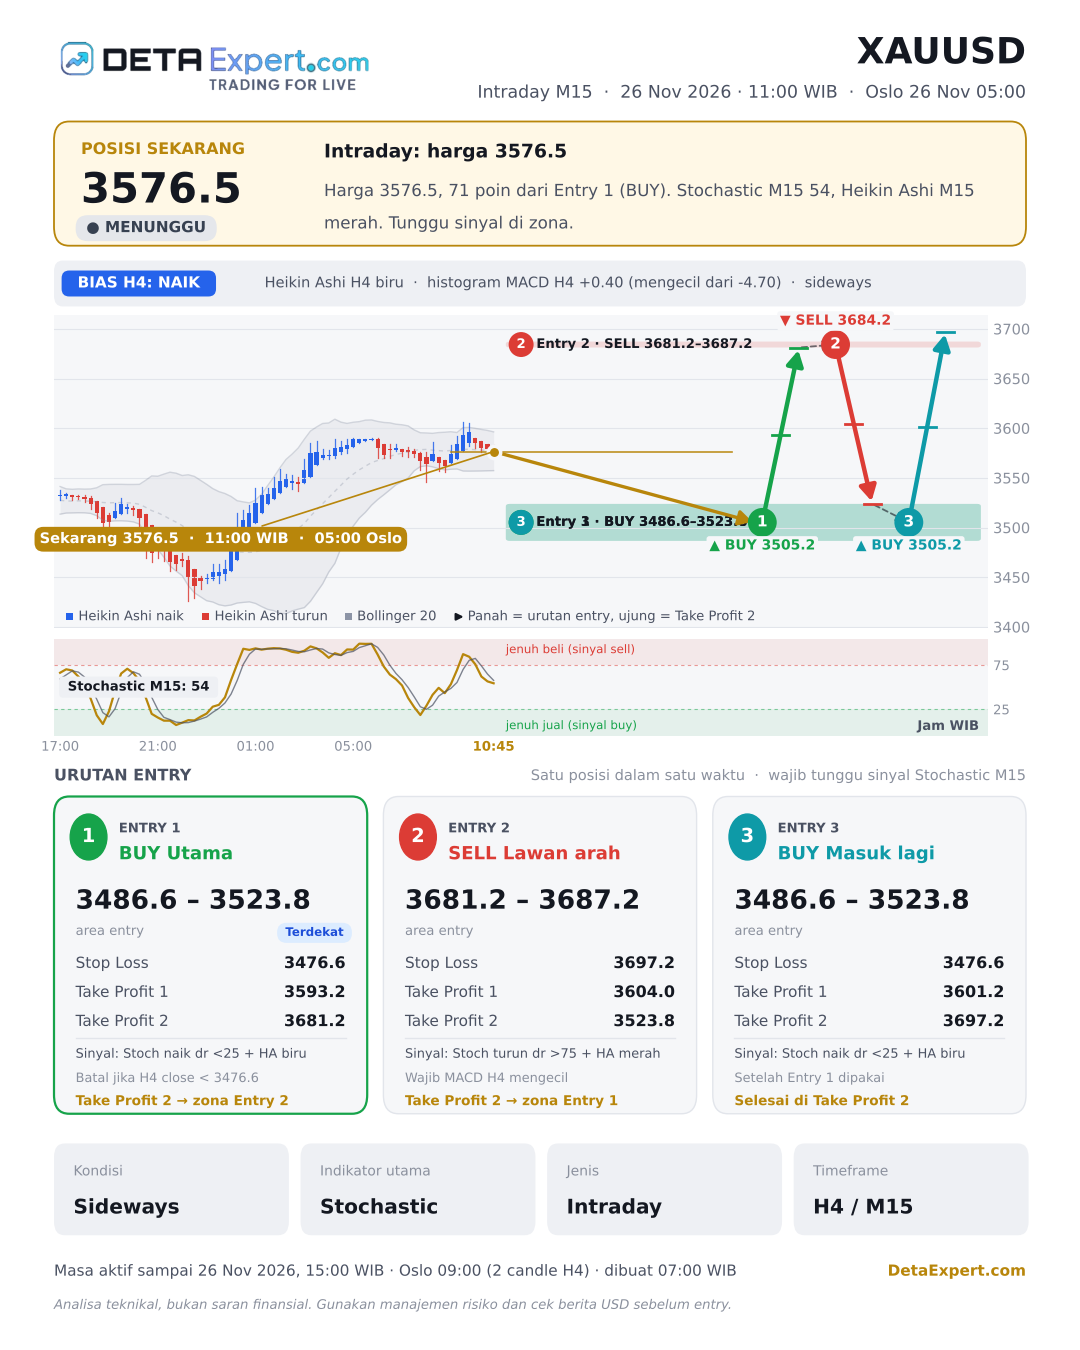 DETA Expert.com
TRADING FOR LIVE
XAUUSD
Intraday M15 · 26 Nov 2026 · 11:00 WIB · Oslo 26 Nov 05:00
POSISI SEKARANG
3576.5
● MENUNGGU
Intraday: harga 3576.5
Harga 3576.5, 71 poin dari Entry 1 (BUY). Stochastic M15 54, Heikin Ashi M15
merah. Tunggu sinyal di zona.
BIAS H4: NAIK
Heikin Ashi H4 biru · histogram MACD H4 +0.40 (mengecil dari -4.70) · sideways
▼ SELL 3684.2
2 Entry 2 · SELL 3681.2–3687.2
2
3700
3650
3600
3550
3500
3450
3400
3 Entry 3 · BUY 3486.6–3523.8
1
3
▲ BUY 3505.2
▲ BUY 3505.2
Sekarang 3576.5 · 11:00 WIB · 05:00 Oslo
Heikin Ashi naik
Heikin Ashi turun
Bollinger 20
Panah = urutan entry, ujung = Take Profit 2
jenuh beli (sinyal sell)
75
Stochastic M15: 54
25
jenuh jual (sinyal buy)
Jam WIB
17:00 21:00 01:00 05:00 10:45
URUTAN ENTRY
Satu posisi dalam satu waktu · wajib tunggu sinyal Stochastic M15
1
ENTRY 1
BUY Utama
3486.6 – 3523.8
area entry
Terdekat
Stop Loss 3476.6
Take Profit 1 3593.2
Take Profit 2 3681.2
Sinyal: Stoch naik dr <25 + HA biru
Batal jika H4 close < 3476.6
Take Profit 2 → zona Entry 2
2
ENTRY 2
SELL Lawan arah
3681.2 – 3687.2
area entry
Stop Loss 3697.2
Take Profit 1 3604.0
Take Profit 2 3523.8
Sinyal: Stoch turun dr >75 + HA merah
Wajib MACD H4 mengecil
Take Profit 2 → zona Entry 1
3
ENTRY 3
BUY Masuk lagi
3486.6 – 3523.8
area entry
Stop Loss 3476.6
Take Profit 1 3601.2
Take Profit 2 3697.2
Sinyal: Stoch naik dr <25 + HA biru
Setelah Entry 1 dipakai
Selesai di Take Profit 2
Kondisi
Sideways
Indikator utama
Stochastic
Jenis
Intraday
Timeframe
H4 / M15
Masa aktif sampai 26 Nov 2026, 15:00 WIB · Oslo 09:00 (2 candle H4) · dibuat 07:00 WIB
DetaExpert.com
Analisa teknikal, bukan saran finansial. Gunakan manajemen risiko dan cek berita USD sebelum entry.